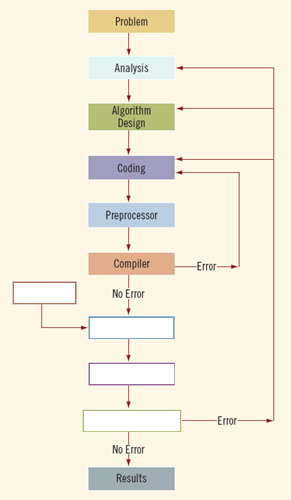 Problem
Analysis
Algorithm
Design
Coding
Preprocessor
Compiler
Error
No Error
Error
No Error
Results